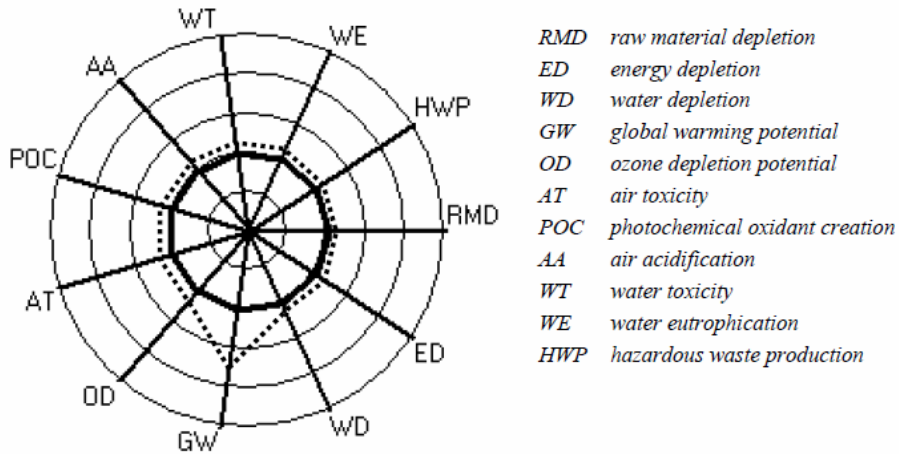 WT
WE
AA
HWP
POC
RMD
AT
ED
OD
WD
GW
RMD raw material depletion
ED energy depletion
WD water depletion
GW global warming potential
OD ozone depletion potential
AT air toxicity
POC photochemical oxidant creation
AA air acidification
WT water toxicity
WE water eutrophication
HWP hazardous waste production